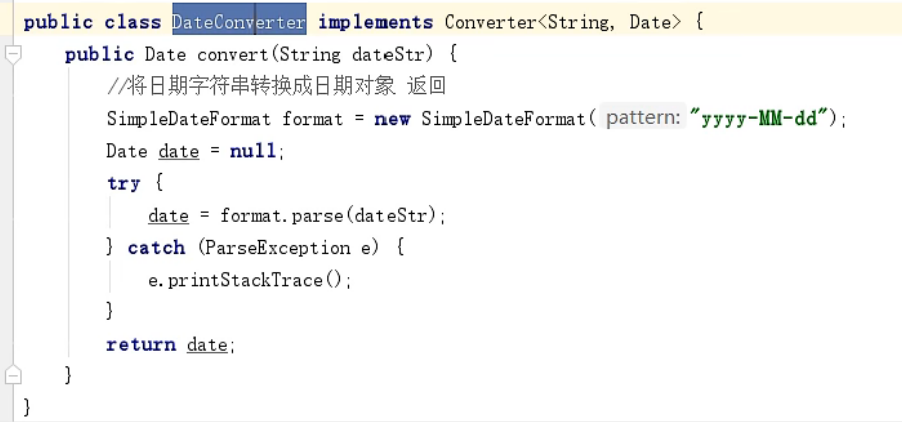 public class DateConverter implements Converter<String, Date> {
public Date convert(String dateStr) {
//将日期字符串转换成日期对象 返回
SimpleDateFormat format = new SimpleDateFormat( pattern: "yyyy-MM-dd");
Date date = null;
try {
date = format.parse(dateStr);
} catch (ParseException e) {
e.printStackTrace();
}
return date;
}
}